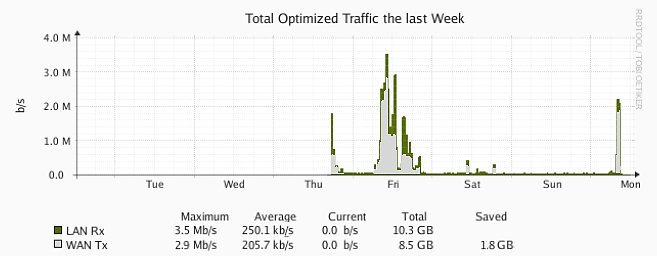 Total Optimized Traffic the last Week
RRDTOOL / TOBI OETIKER
4.0 M
3.0 M
2.0 M
1.0 M
0.0
b/s
Tue Wed Thu Fri Sat Sun Mon
Maximum Average Current Total Saved
LAN Rx 3.5 Mb/s 250.1 kb/s 0.0 b/s 10.3 GB
WAN Tx 2.9 Mb/s 205.7 kb/s 0.0 b/s 8.5 GB 1.8 GB